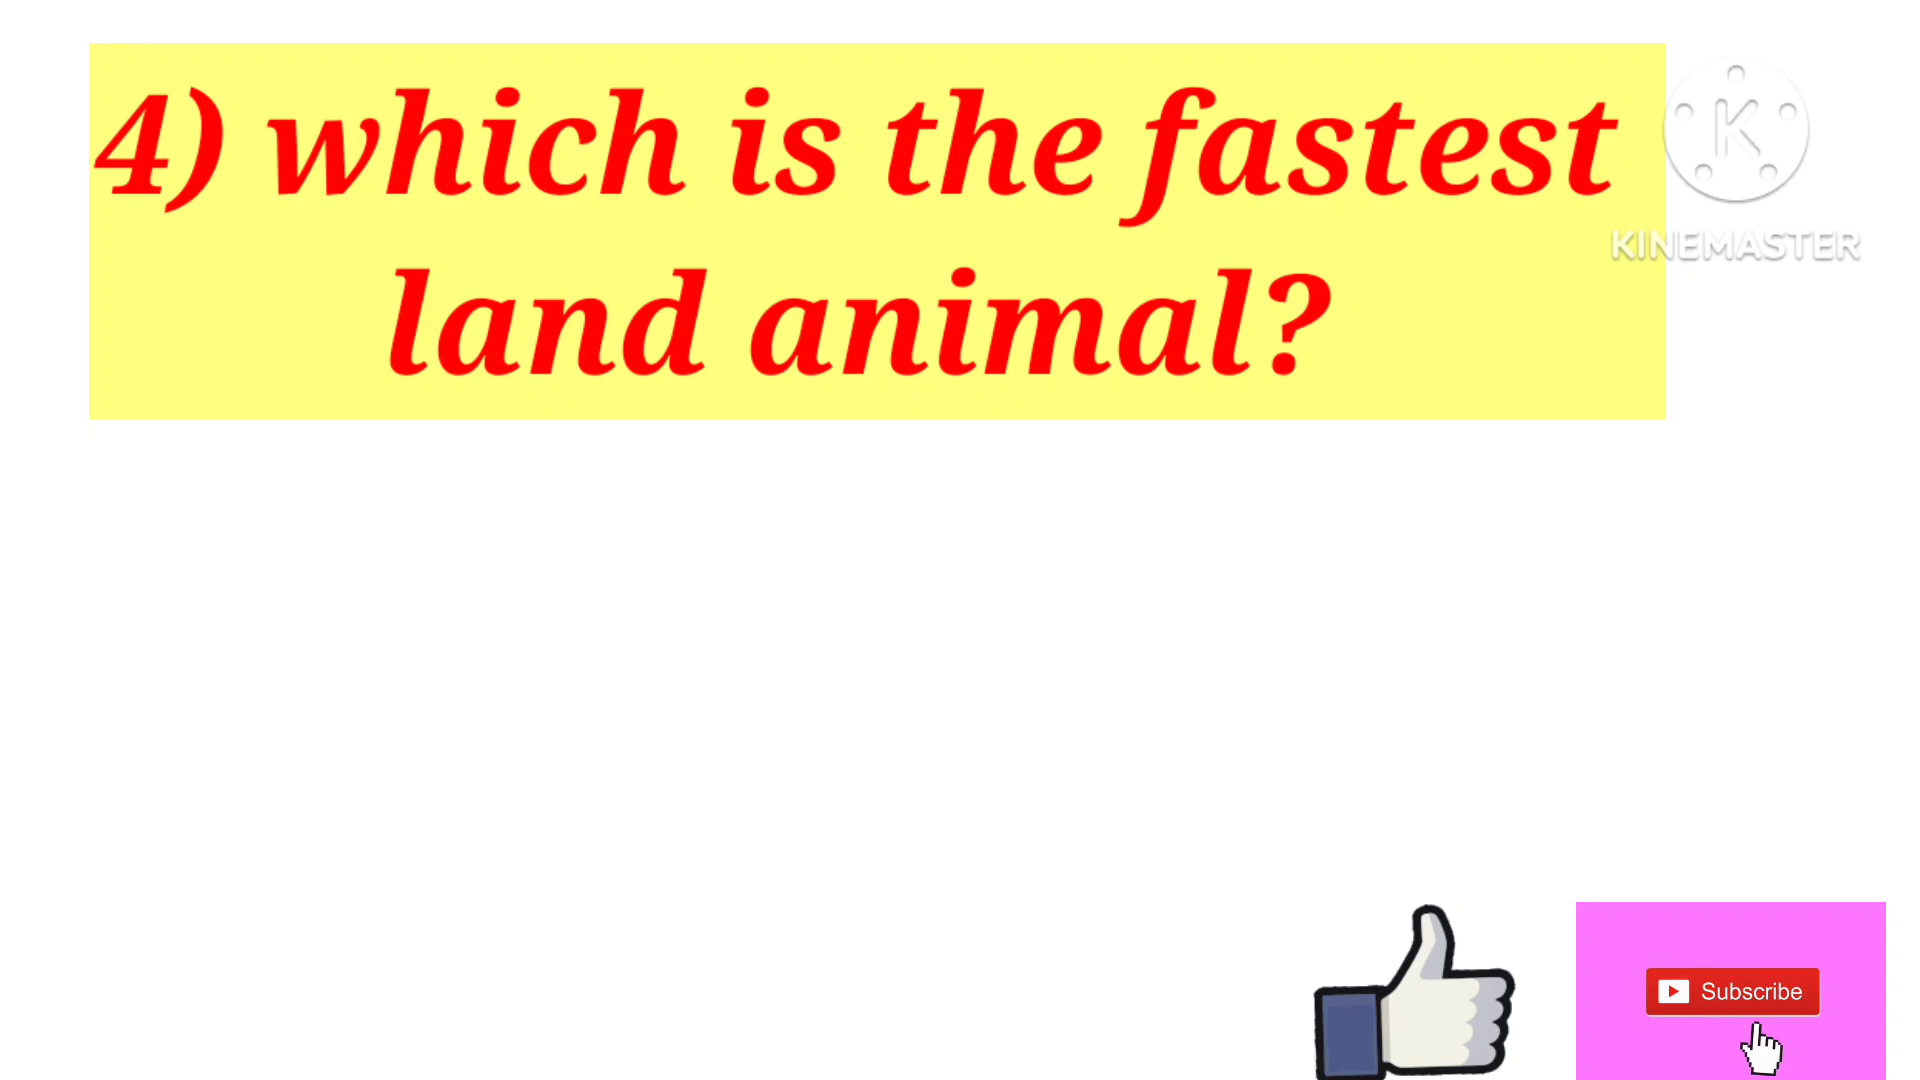 4) which is the fastest
land animal?
K
KINEMASTER
Subscribe